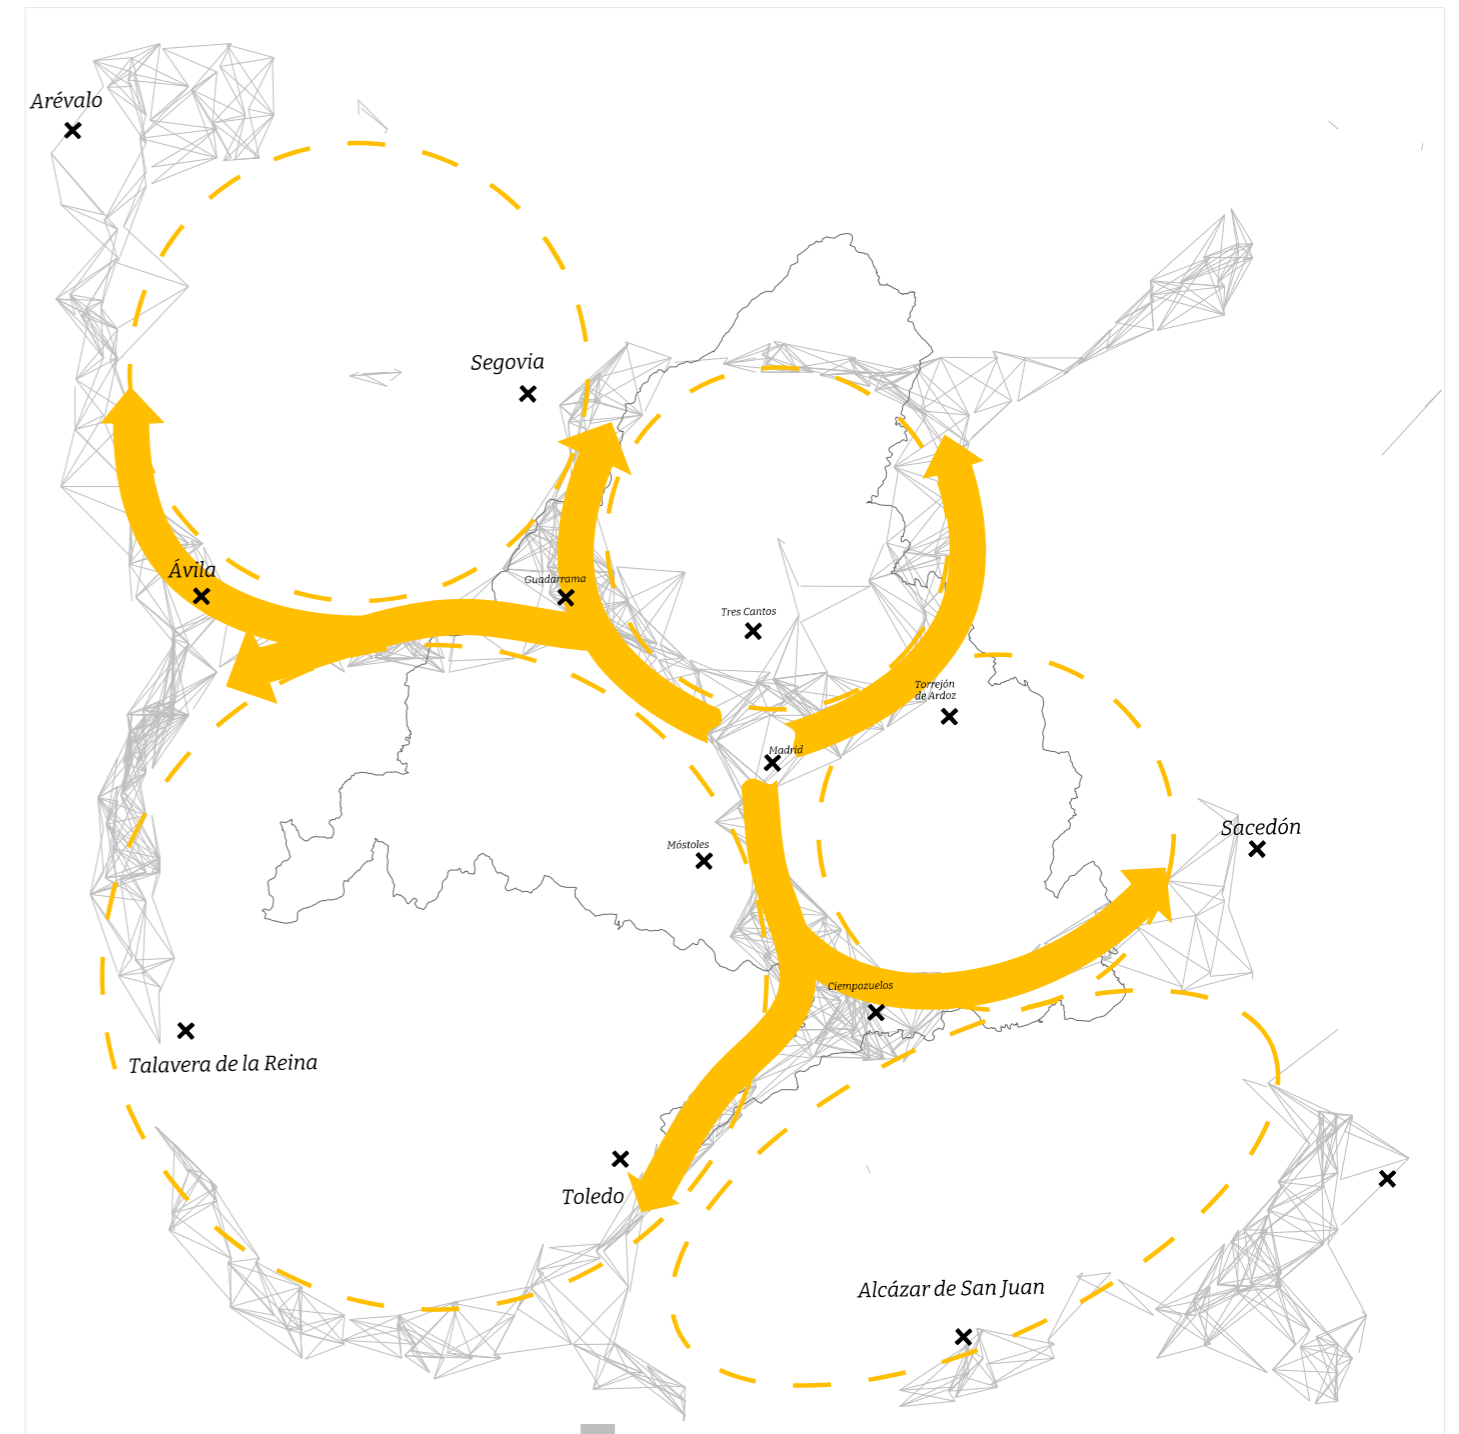 Arévalo
Segovia
Ávila
Guadarrama
Tres Cantos
Torrejón
de Ardoz
Madrid
Sacedón
Móstoles
Ciempozuelos
Talavera de la Reina
Toledo
Alcázar de San Juan